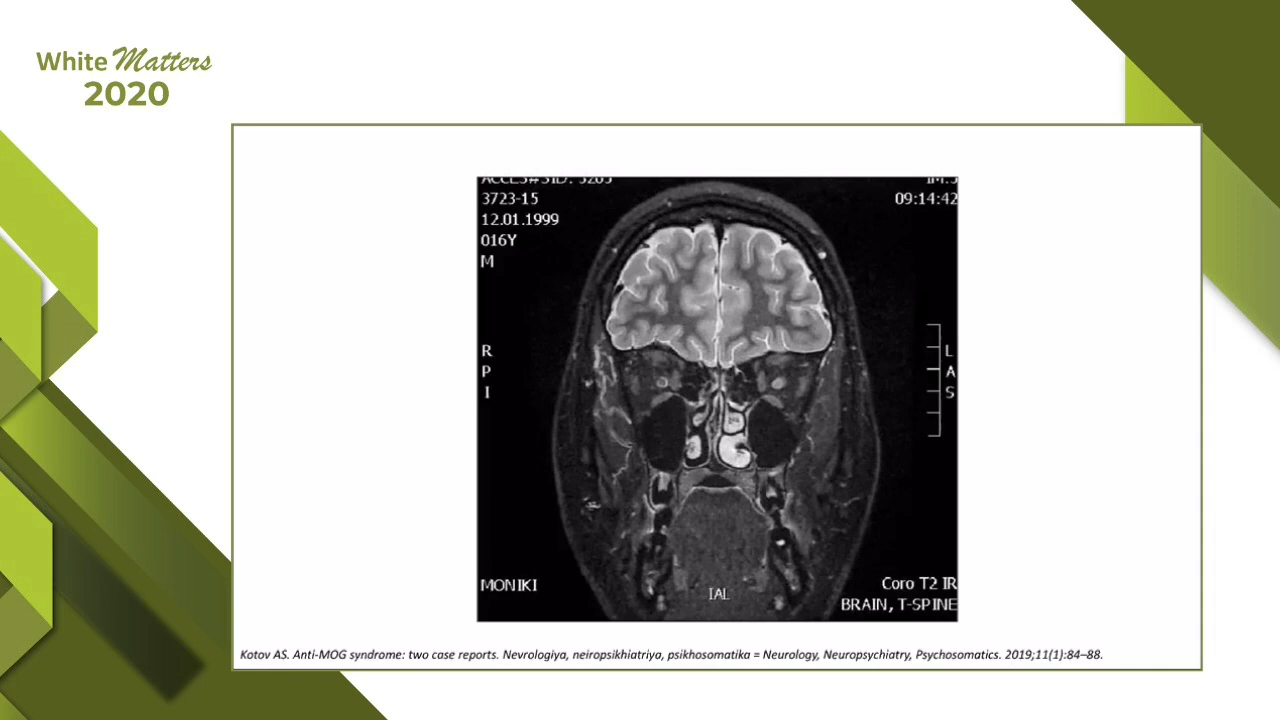 White Matters
2020
3723-15
09:14:42
12.01.1999
016Y
M
R
P
I
L
A
S
MONIKI
IAL
Coro T2 IR
BRAIN, T-SPINE
Kotov AS. Anti-MOG syndrome: two case reports. Nevrologiya, neiropsikhiatriya, psikhosomatika = Neurology, Neuropsychiatry, Psychosomatics. 2019;11(1):84–88.